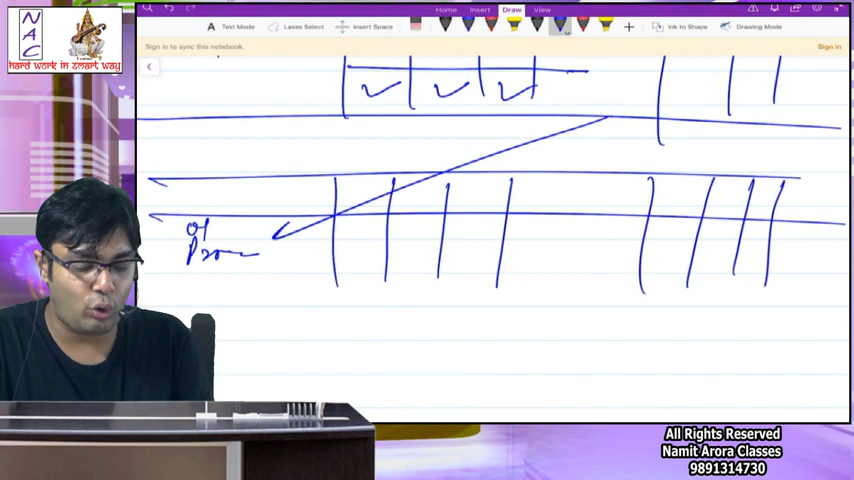 NAC
Hard work in zmart way
Home Insert Draw View
Text Mode Lasso Select Insert Space Ink to Shape Drawing Mode
Sign in to sync this notebook. Sign in
All Rights Reserved
Namit Arora Classes
9891314730